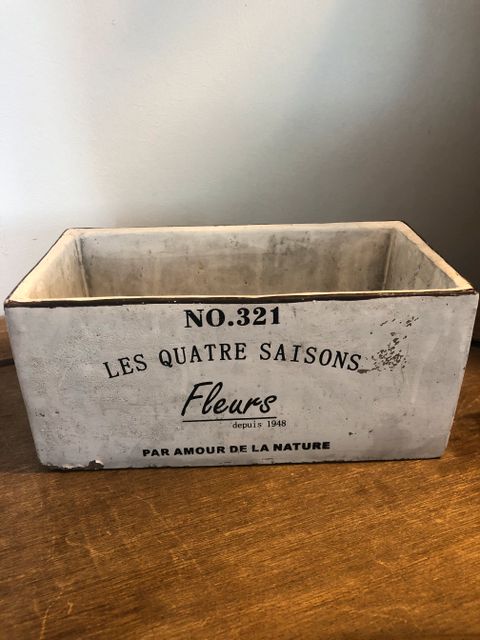 NO.321
LES QUATRE SAISONS
Fleurs
depuis 1948
PAR AMOUR DE LA NATURE